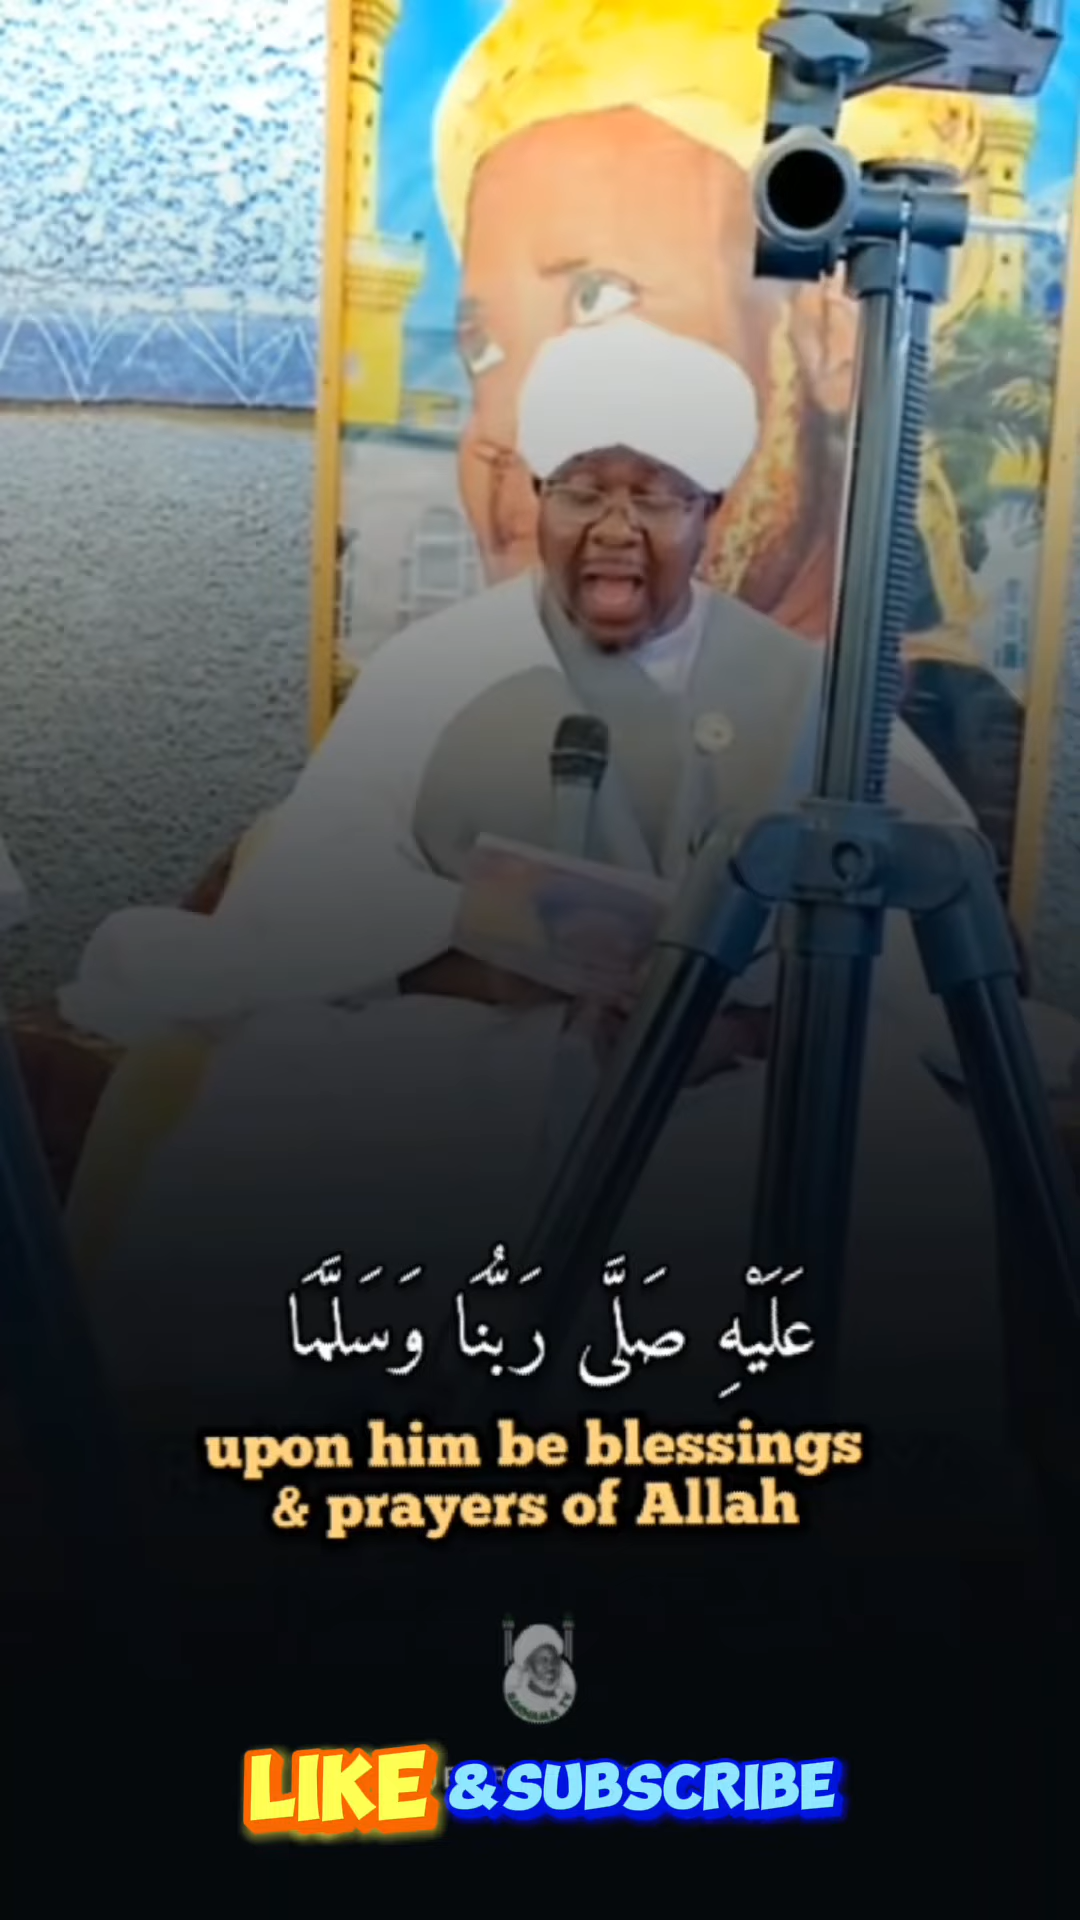 عَلَيْهِ صَلَّى رَبُّنَا وَسَلَّمَا
upon him be blessings
& prayers of Allah
LIKE & SUBSCRIBE